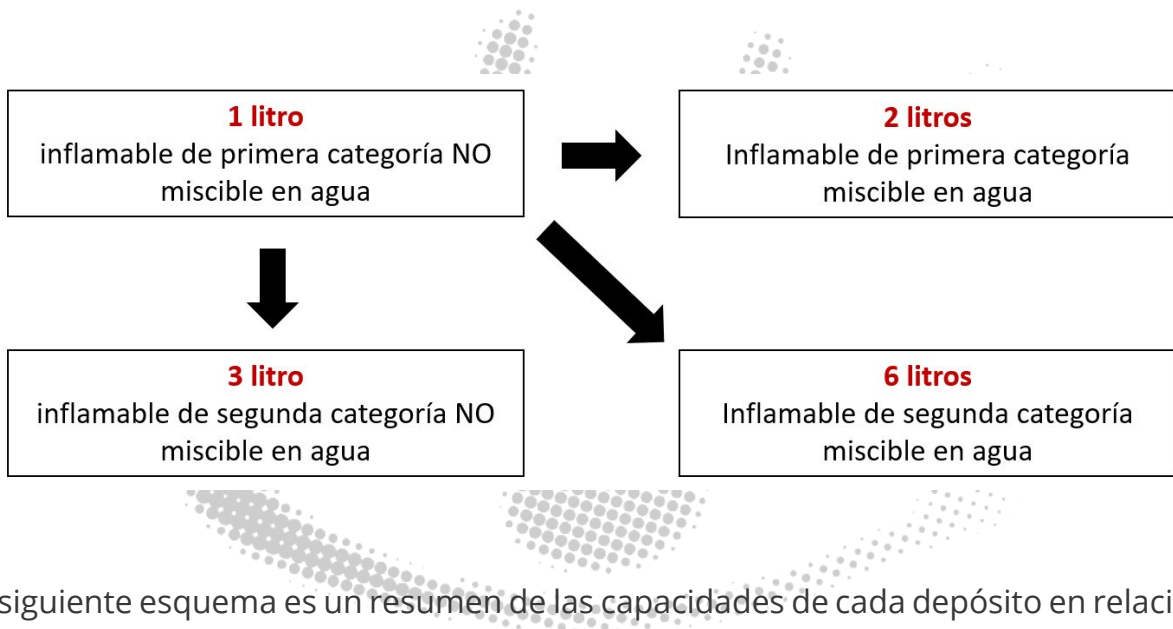 1 litro
inflamable de primera categoría NO
miscible en agua
2 litros
Inflamable de primera categoría
miscible en agua
3 litro
inflamable de segunda categoría NO
miscible en agua
6 litros
Inflamable de segunda categoría
miscible en agua
siguiente esquema es un resumen de las capacidades de cada depósito en relaci